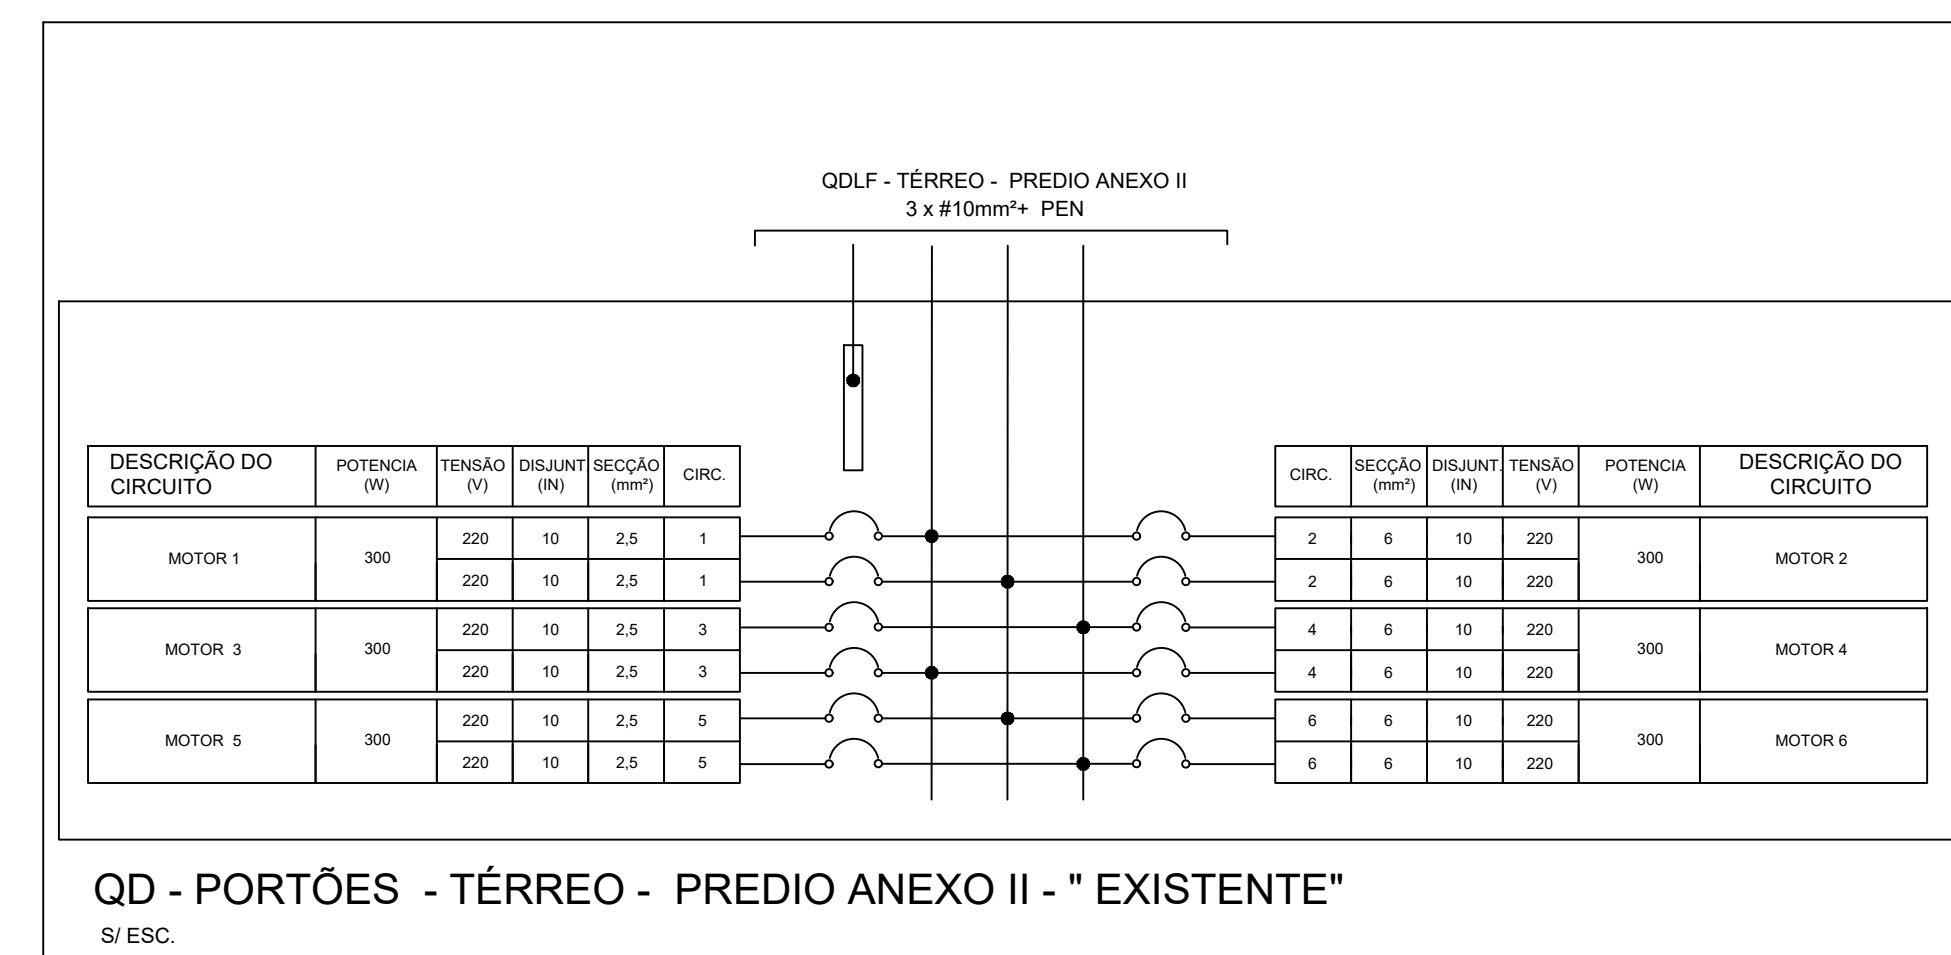 QDLF - TÉRREO - PREDIO ANEXO II
3 x #10mm²+ PEN
DESCRIÇÃO DO CIRCUITO POTENCIA (W) TENSÃO (V) DISJUNT. (IN) SECÇÃO (mm²) CIRC.
MOTOR 1 300 220 10 2,5 1
220 10 2,5 1
MOTOR 3 300 220 10 2,5 3
220 10 2,5 3
MOTOR 5 300 220 10 2,5 5
220 10 2,5 5
CIRC. SECÇÃO (mm²) DISJUNT. (IN) TENSÃO (V) POTENCIA (W) DESCRIÇÃO DO CIRCUITO
2 6 10 220 300 MOTOR 2
2 6 10 220
4 6 10 220 300 MOTOR 4
4 6 10 220
6 6 10 220 300 MOTOR 6
6 6 10 220
QD - PORTÕES - TÉRREO - PREDIO ANEXO II - " EXISTENTE"
S/ ESC.